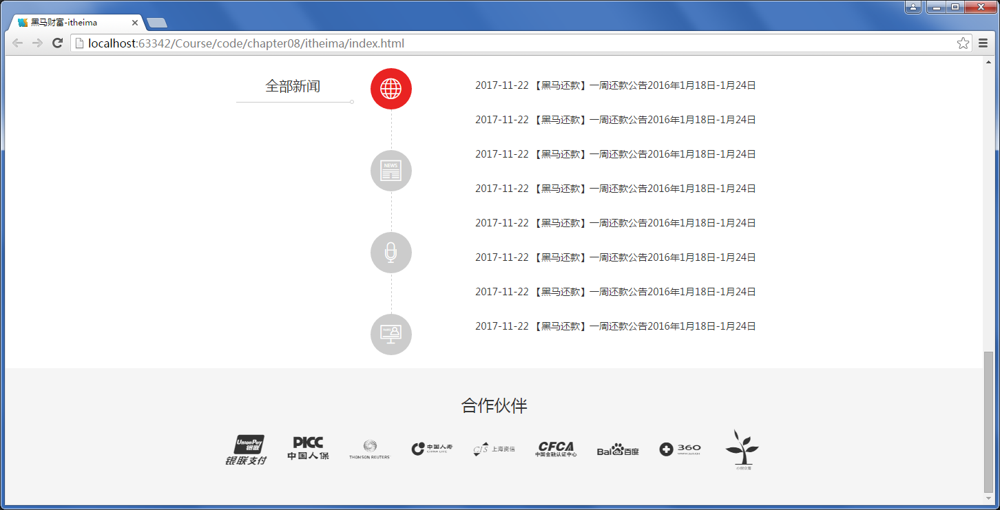 黑马财富-itheima
localhost:63342/Course/code/chapter08/itheima/index.html
全部新闻
NEWS
2017-11-22 【黑马还款】一周还款公告2016年1月18日-1月24日
2017-11-22 【黑马还款】一周还款公告2016年1月18日-1月24日
2017-11-22 【黑马还款】一周还款公告2016年1月18日-1月24日
2017-11-22 【黑马还款】一周还款公告2016年1月18日-1月24日
2017-11-22 【黑马还款】一周还款公告2016年1月18日-1月24日
2017-11-22 【黑马还款】一周还款公告2016年1月18日-1月24日
2017-11-22 【黑马还款】一周还款公告2016年1月18日-1月24日
2017-11-22 【黑马还款】一周还款公告2016年1月18日-1月24日
合作伙伴
UnionPay
银联
银联支付
PICC
中国人保
THOMSON REUTERS
中国人寿
CHINA LIFE
CIS 上海资信
CFCA
中国金融认证中心
Bai百度
360
小树众筹